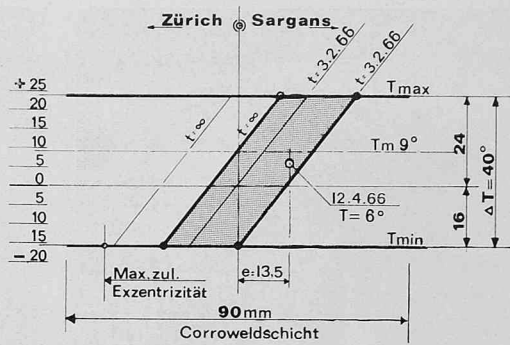 Zürich Sargans
t=3.2.66
t=3.2.66
t=∞
t=∞
+ 25
20
15
10
5
0
5
10
15
– 20
Tmax
Tm 9°
Tmin
24
16
ΔT=40°
12.4.66
T= 6°
Max.zul.
Exzentrizität
e=13.5
90mm
Corroweldschicht